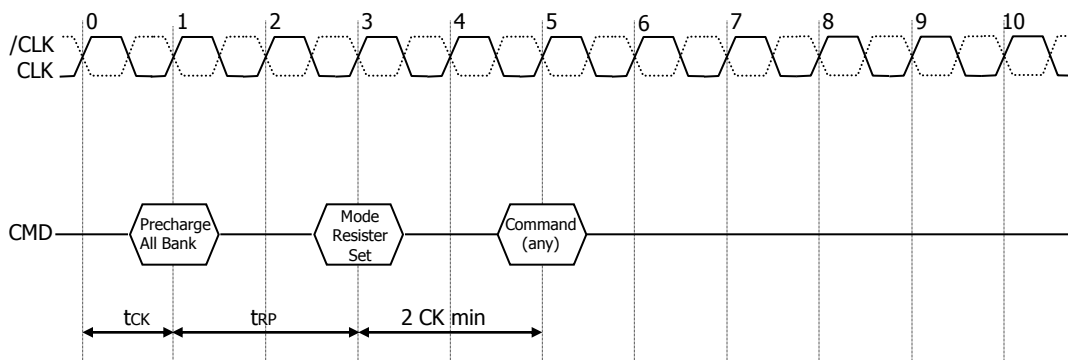 0 1 2 3 4 5 6 7 8 9 10
/CLK
CLK
CMD
Precharge
All Bank
Mode
Resister
Set
Command
(any)
tCK
tRP
2 CK min